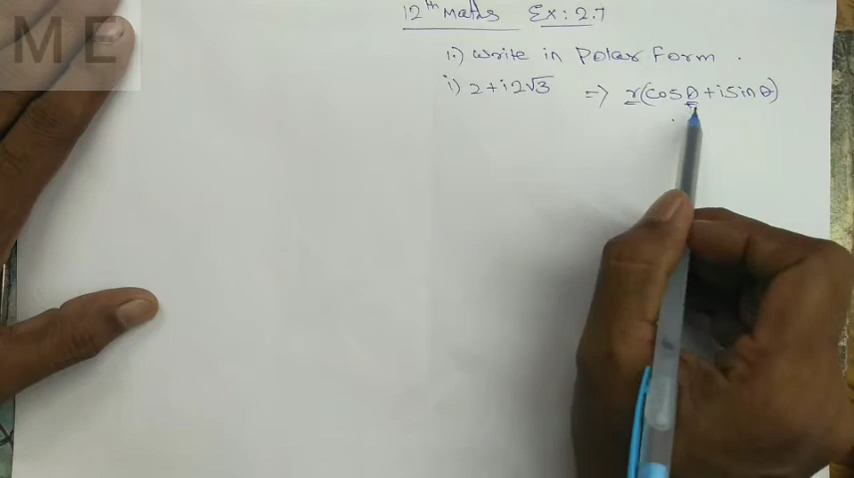 ME
12th Maths Ex: 2.7
1.) Write in Polar Form.
i) 2+i2√3 => r(cosθ+isinθ)